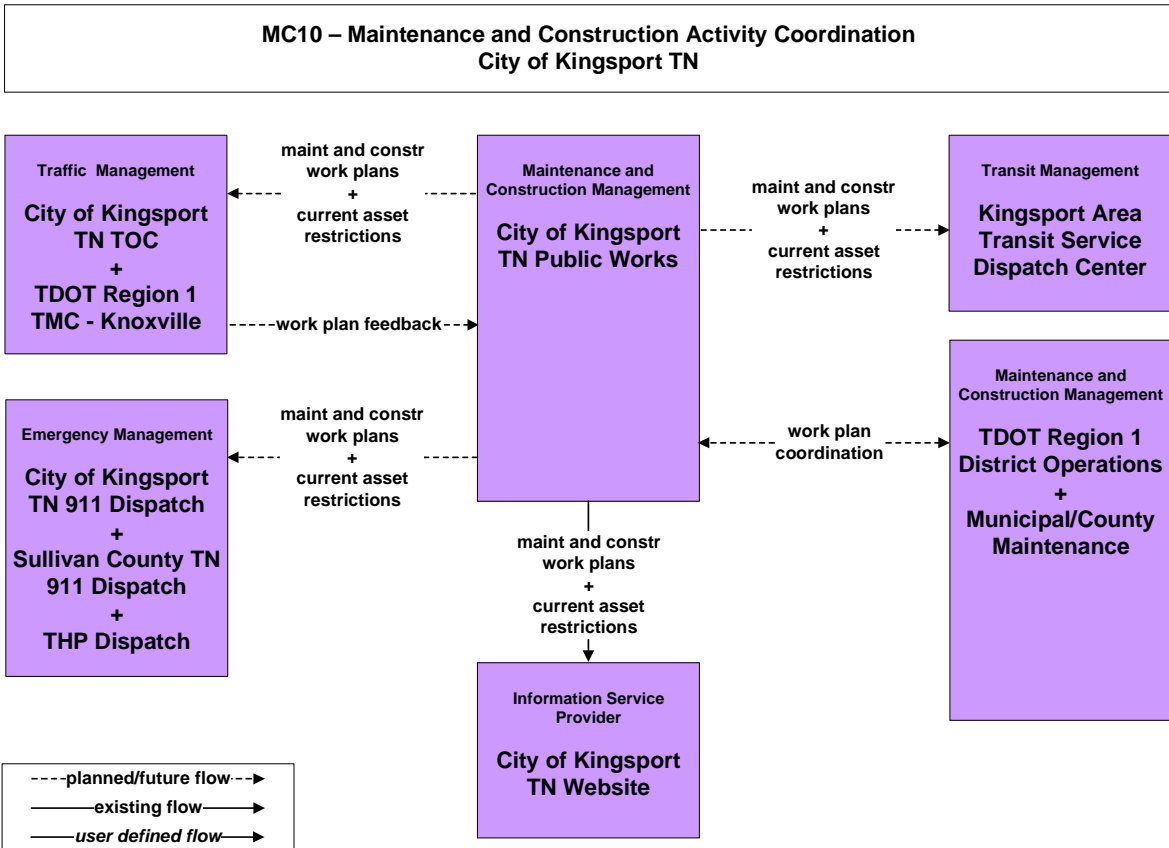 MC10 – Maintenance and Construction Activity Coordination
City of Kingsport TN
Traffic Management
City of Kingsport
TN TOC
+
TDOT Region 1
TMC - Knoxville
maint and constr
work plans
+
current asset
restrictions
work plan feedback
Maintenance and
Construction Management
City of Kingsport
TN Public Works
maint and constr
work plans
+
current asset
restrictions
Transit Management
Kingsport Area
Transit Service
Dispatch Center
Emergency Management
City of Kingsport
TN 911 Dispatch
+
Sullivan County TN
911 Dispatch
+
THP Dispatch
maint and constr
work plans
+
current asset
restrictions
work plan
coordination
Maintenance and
Construction Management
TDOT Region 1
District Operations
+
Municipal/County
Maintenance
maint and constr
work plans
+
current asset
restrictions
Information Service
Provider
City of Kingsport
TN Website
planned/future flow
existing flow
user defined flow